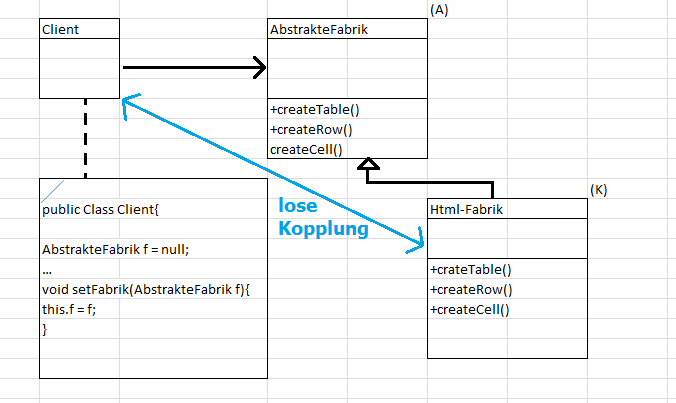 (A)
Client
AbstrakteFabrik
+createTable()
+createRow()
createCell()
(K)
lose
Kopplung
Html-Fabrik
+crateTable()
+createRow()
+createCell()
public Class Client{
AbstrakteFabrik f = null;
...
void setFabrik(AbstrakteFabrik f){
this.f = f;
}